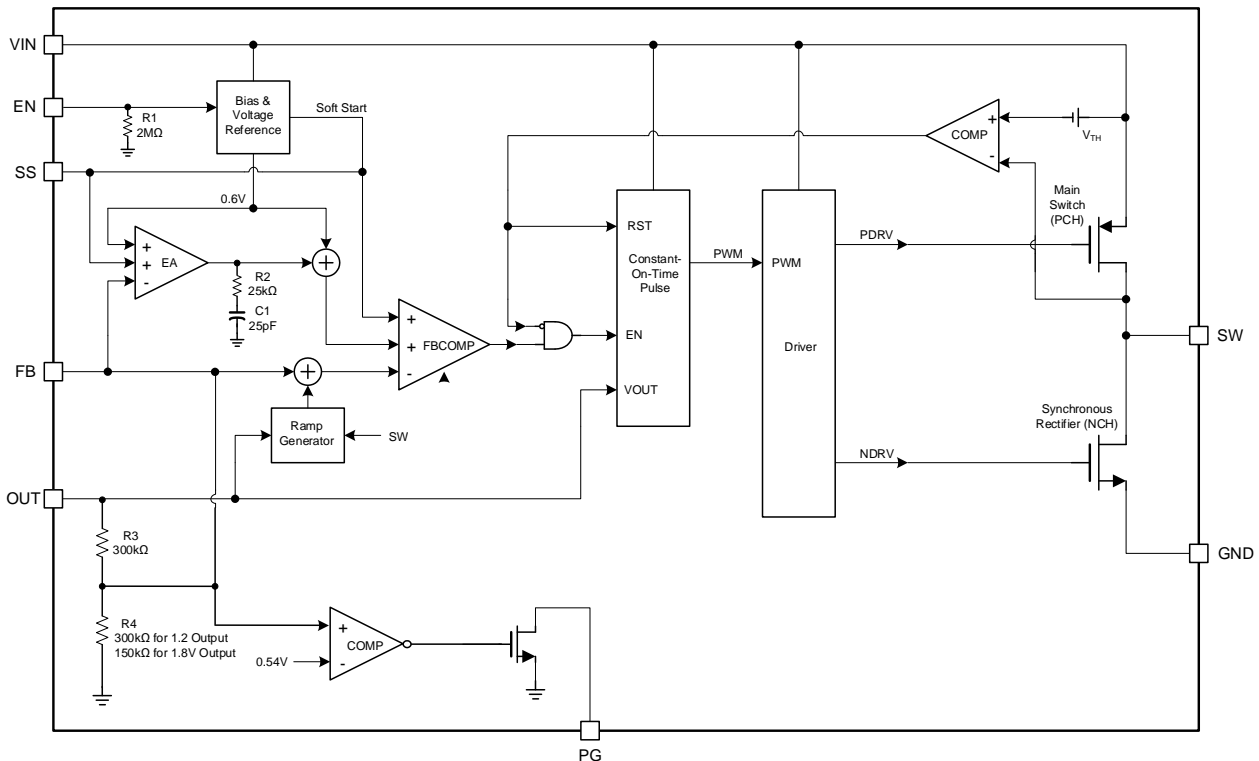 VIN
EN
R1
2MΩ
Bias &
Voltage
Reference
Soft Start
SS
0.6V
+
+
-
EA
R2
25kΩ
C1
25pF
+
+
+
-
FBCOMP
FB
+
Ramp
Generator
SW
OUT
R3
300kΩ
R4
300kΩ for 1.2 Output
150kΩ for 1.8V Output
+
-
COMP
0.54V
PG
RST
Constant-
On-Time
Pulse
EN
VOUT
PWM
PWM
Driver
PDRV
NDRV
COMP
+
-
VTH
Main
Switch
(PCH)
Synchronous
Rectifier (NCH)
SW
GND